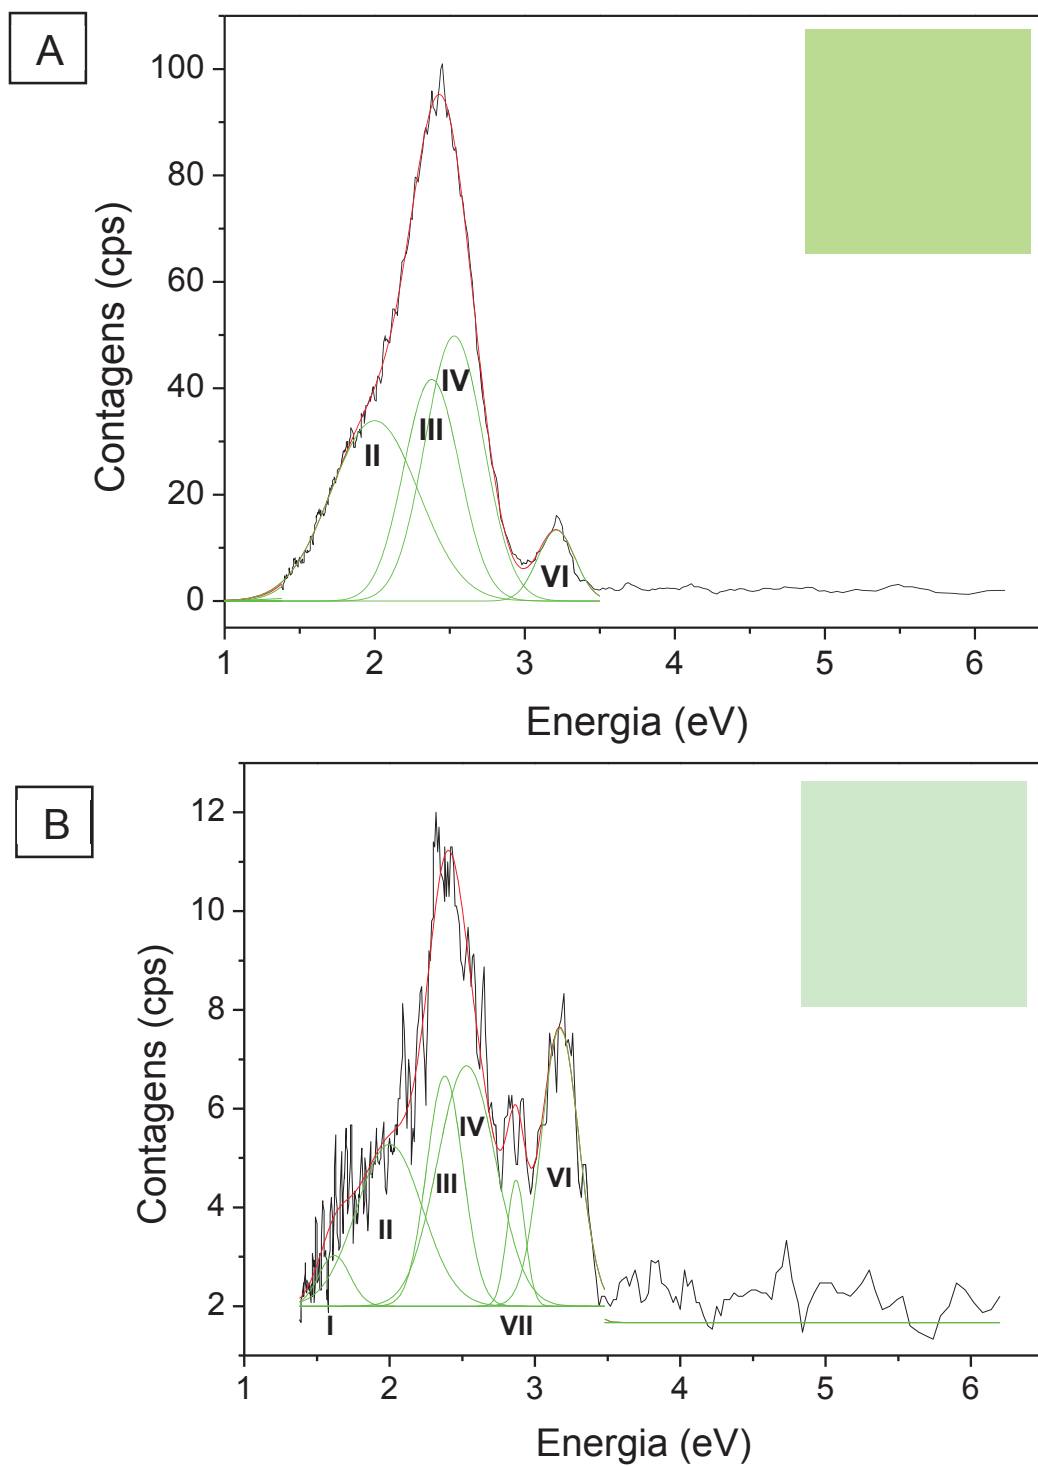 A
100
80
60
40
20
0
Contagens (cps)
II
III
IV
VI
1 2 3 4 5 6
Energia (eV)
B
12
10
8
6
4
2
Contagens (cps)
I
II
III
IV
VII
VI
1 2 3 4 5 6
Energia (eV)